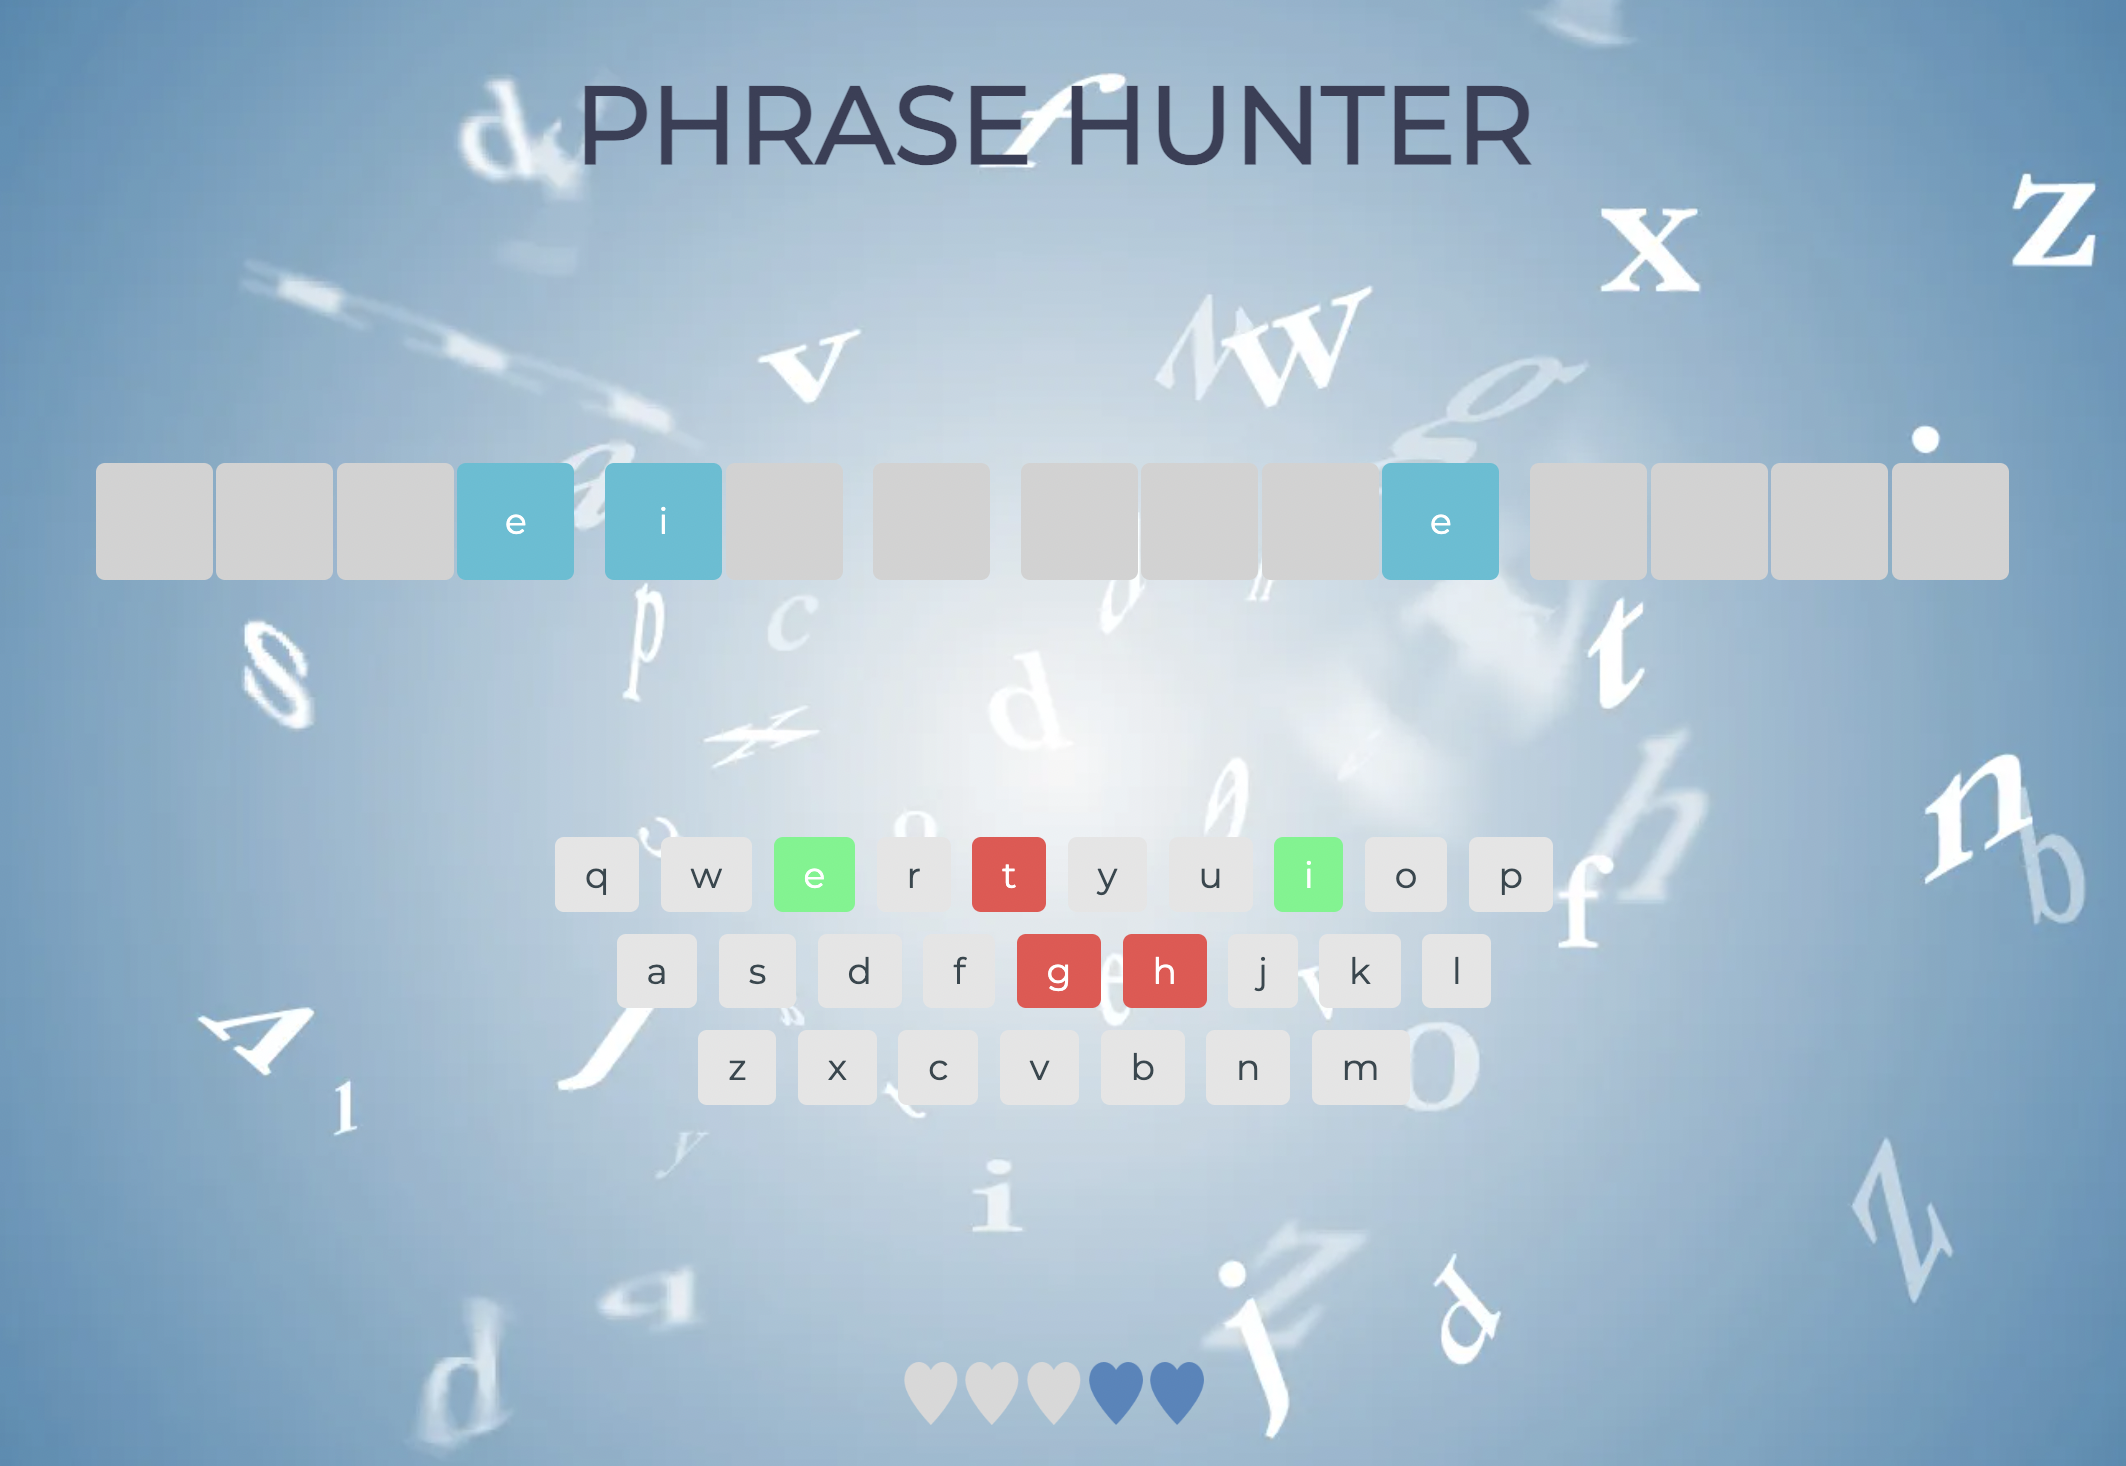 PHRASE HUNTER
e i e
q w e r t y u i o p
a s d f g h j k l
z x c v b n m